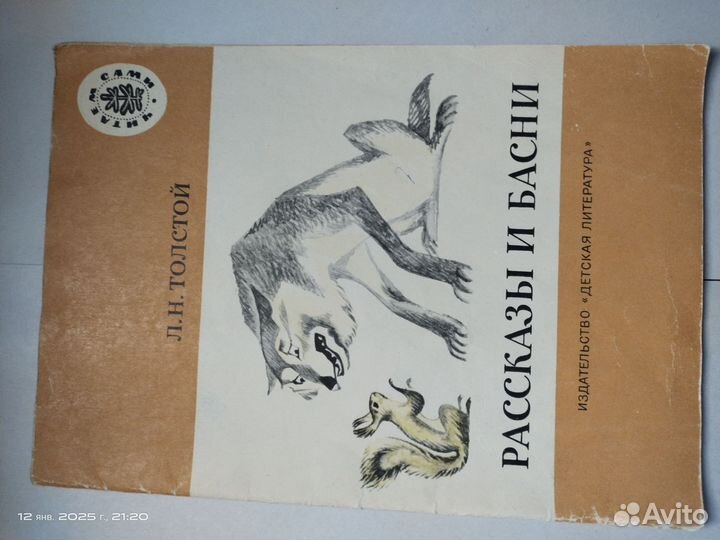 ЧИТАЕМ САМИ
Л.Н. ТОЛСТОЙ
РАССКАЗЫ И БАСНИ
ИЗДАТЕЛЬСТВО «ДЕТСКАЯ ЛИТЕРАТУРА»
12 янв. 2025 г., 21:20
Avito